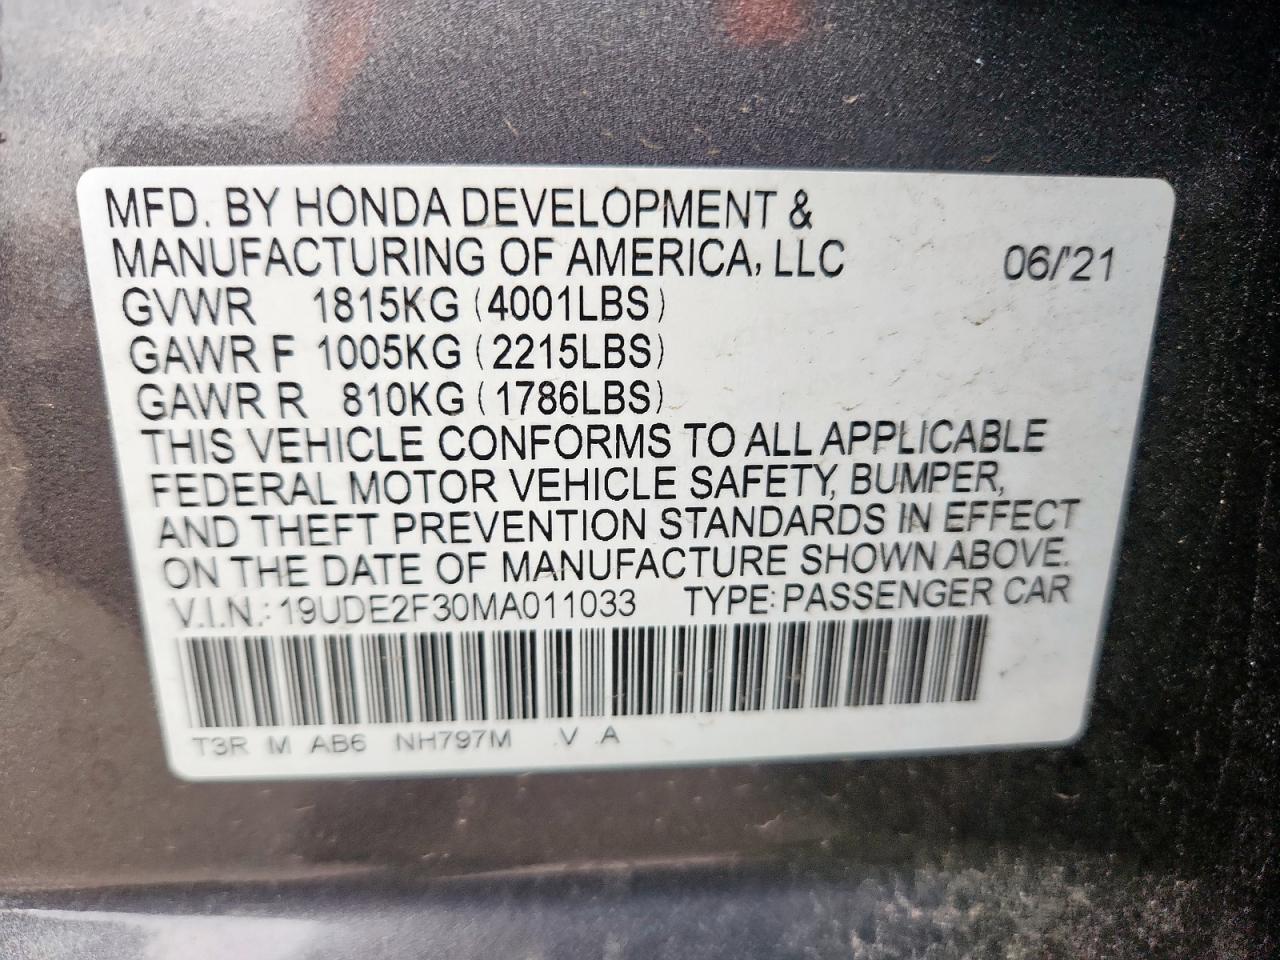 MFD. BY HONDA DEVELOPMENT &
MANUFACTURING OF AMERICA, LLC 06/'21
GVWR 1815KG (4001LBS)
GAWR F 1005KG (2215LBS)
GAWR R 810KG (1786LBS)
THIS VEHICLE CONFORMS TO ALL APPLICABLE
FEDERAL MOTOR VEHICLE SAFETY, BUMPER,
AND THEFT PREVENTION STANDARDS IN EFFECT
ON THE DATE OF MANUFACTURE SHOWN ABOVE.
V.I.N.: 19UDE2F30MA011033 TYPE: PASSENGER CAR
T3R M AB6 NH797M V A